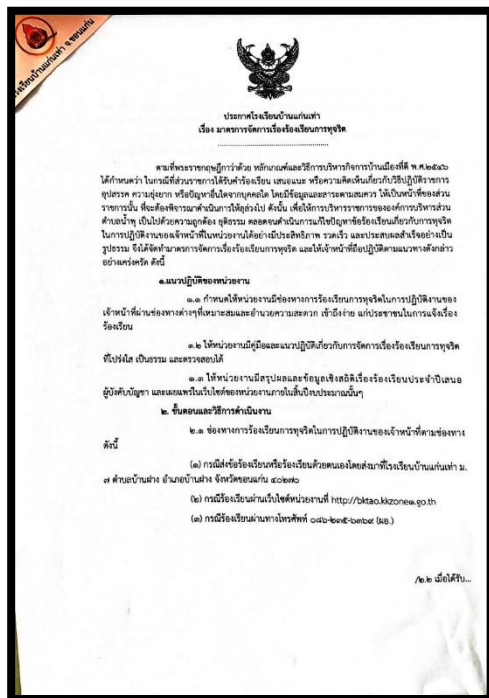 โรงเรียนบ้านแก่นเท่า จ.ขอนแก่น
ประกาศโรงเรียนบ้านแก่นเท่า
เรื่อง มาตรการจัดการเรื่องร้องเรียนการทุจริต
ตามที่พระราชกฤษฎีกาว่าด้วย หลักเกณฑ์และวิธีการบริหารกิจการบ้านเมืองที่ดี พ.ศ.๒๕๔๖
ได้กำหนดว่า ในกรณีที่ส่วนราชการได้รับคำร้องเรียน เสนอแนะ หรือความคิดเห็นเกี่ยวกับวิธีปฏิบัติราชการ
อุปสรรค ความยุ่งยาก หรือปัญหาอื่นใดจากบุคคลใด โดยมีข้อมูลและสาระตามสมควร ให้เป็นหน้าที่ของส่วน
ราชการนั้น ที่จะต้องพิจารณาดำเนินการให้ลุล่วงไป ดังนั้น เพื่อให้การบริหารราชการขององค์การบริหารส่วน
ตำบลน้ำพุ เป็นไปด้วยความถูกต้อง ยุติธรรม ตลอดจนดำเนินการแก้ไขปัญหาข้อร้องเรียนเกี่ยวกับการทุจริต
ในการปฏิบัติงานของเจ้าหน้าที่ในหน่วยงานได้อย่างมีประสิทธิภาพ รวดเร็ว และประสบผลสำเร็จอย่างเป็น
รูปธรรม จึงได้จัดทำมาตรการจัดการเรื่องร้องเรียนการทุจริต และให้เจ้าหน้าที่ถือปฏิบัติตามแนวทางดังกล่าว
อย่างเคร่งครัด ดังนี้
๑.แนวปฏิบัติของหน่วยงาน
๑.๑ กำหนดให้หน่วยงานมีช่องทางการร้องเรียนการทุจริตในการปฏิบัติงานของ
เจ้าหน้าที่ผ่านช่องทางต่างๆที่เหมาะสมและอำนวยความสะดวก เข้าถึงง่าย แก่ประชาชนในการแจ้งเรื่อง
ร้องเรียน
๑.๒ ให้หน่วยงานมีคู่มือและแนวปฏิบัติเกี่ยวกับการจัดการเรื่องร้องเรียนการทุจริต
ที่โปร่งใส เป็นธรรม และตรวจสอบได้
๑.๓ ให้หน่วยงานมีสรุปผลและข้อมูลเชิงสถิติเรื่องร้องเรียนประจำปีเสนอ
ผู้บังคับบัญชา และเผยแพร่ในเว็บไซต์ของหน่วยงานภายในสิ้นปีงบประมาณนั้นๆ
๒. ขั้นตอนและวิธีการดำเนินงาน
๒.๑ ช่องทางการร้องเรียนการทุจริตในการปฏิบัติงานของเจ้าหน้าที่ตามช่องทาง
ดังนี้
(๑) กรณีส่งข้อร้องเรียนหรือร้องเรียนด้วยตนเองโดยส่งมาที่โรงเรียนบ้านแก่นเท่า ม.
๗ ตำบลบ้านฝาง อำเภอบ้านฝาง จังหวัดขอนแก่น ๔๐๒๗๐
(๒) กรณีร้องเรียนผ่านเว็บไซต์หน่วยงานที่ http://bktao.kkzone๑.go.th
(๓) กรณีร้องเรียนผ่านทางโทรศัพท์ ๐๘๖-๒๓๕-๖๓๖๙ (ผอ.)
/๒.๒ เมื่อได้รับ...